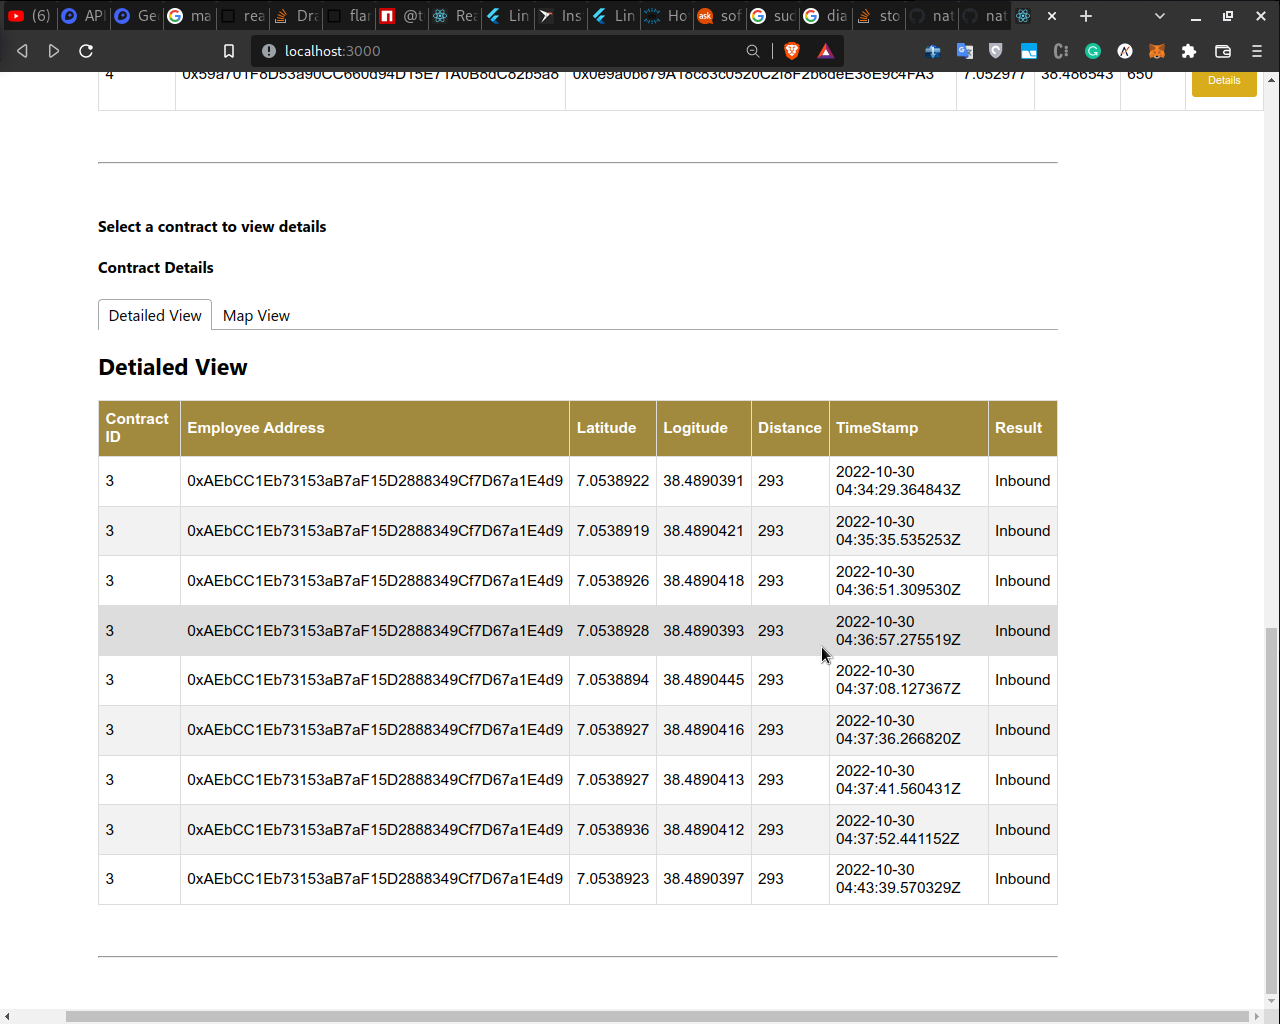 (6) API Ge ma rea Dra flar @t Rea Lin Ins Lin Ho sof suc dia sto nat nat
localhost:3000
4 7.052977 38.486543 650 Details
Select a contract to view details
Contract Details
Detailed View Map View
Detialed View
Contract ID Employee Address Latitude Logitude Distance TimeStamp Result
3 0xAEbCC1Eb73153aB7aF15D2888349Cf7D67a1E4d9 7.0538922 38.4890391 293 2022-10-30 04:34:29.364843Z Inbound
3 0xAEbCC1Eb73153aB7aF15D2888349Cf7D67a1E4d9 7.0538919 38.4890421 293 2022-10-30 04:35:35.535253Z Inbound
3 0xAEbCC1Eb73153aB7aF15D2888349Cf7D67a1E4d9 7.0538926 38.4890418 293 2022-10-30 04:36:51.309530Z Inbound
3 0xAEbCC1Eb73153aB7aF15D2888349Cf7D67a1E4d9 7.0538928 38.4890393 293 2022-10-30 04:36:57.275519Z Inbound
3 0xAEbCC1Eb73153aB7aF15D2888349Cf7D67a1E4d9 7.0538894 38.4890445 293 2022-10-30 04:37:08.127367Z Inbound
3 0xAEbCC1Eb73153aB7aF15D2888349Cf7D67a1E4d9 7.0538927 38.4890416 293 2022-10-30 04:37:36.266820Z Inbound
3 0xAEbCC1Eb73153aB7aF15D2888349Cf7D67a1E4d9 7.0538927 38.4890413 293 2022-10-30 04:37:41.560431Z Inbound
3 0xAEbCC1Eb73153aB7aF15D2888349Cf7D67a1E4d9 7.0538936 38.4890412 293 2022-10-30 04:37:52.441152Z Inbound
3 0xAEbCC1Eb73153aB7aF15D2888349Cf7D67a1E4d9 7.0538923 38.4890397 293 2022-10-30 04:43:39.570329Z Inbound